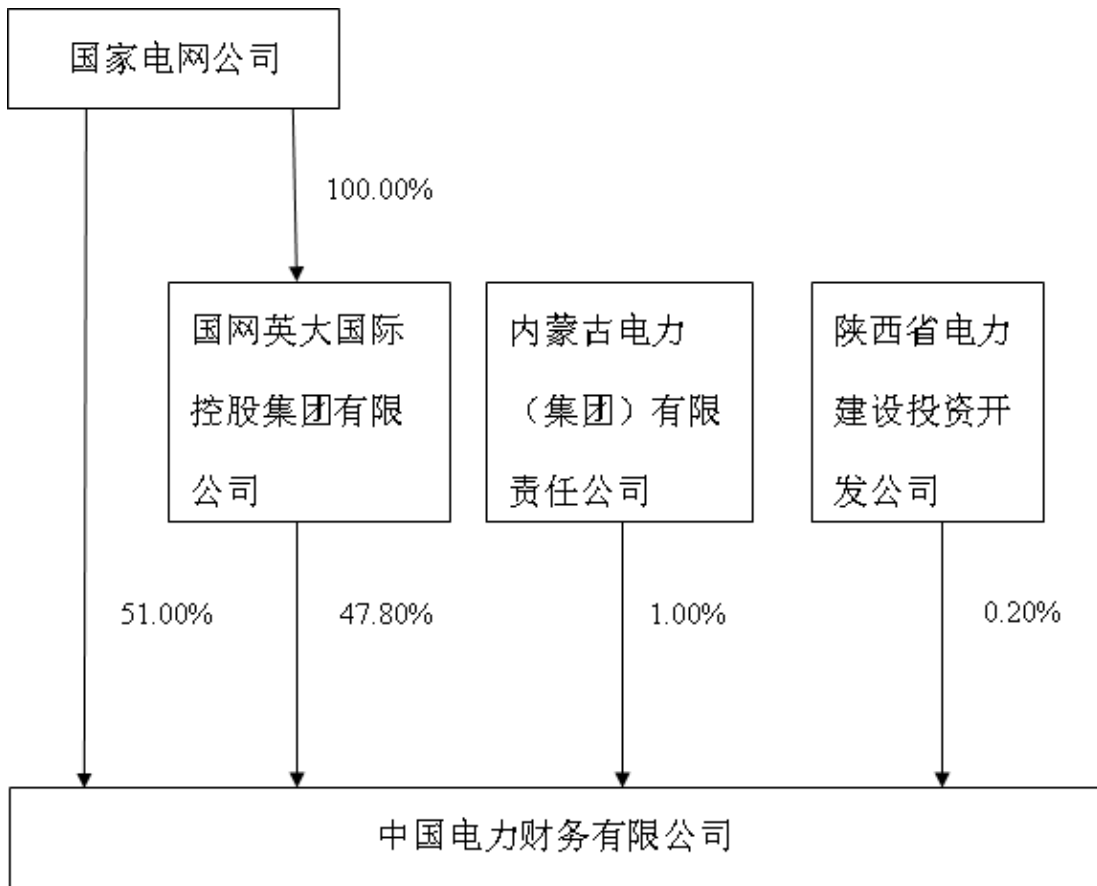 国家电网公司
100.00%
国网英大国际
控股集团有限
公司
内蒙古电力
（集团）有限
责任公司
陕西省电力
建设投资开
发公司
51.00%
47.80%
1.00%
0.20%
中国电力财务有限公司